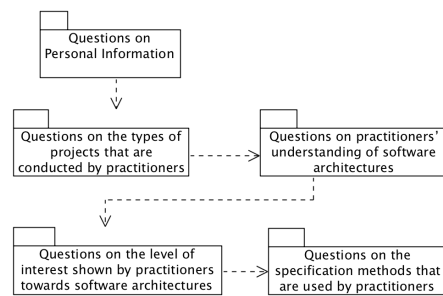 Questions on
Personal Information
Questions on the types of
projects that are
conducted by practitioners
Questions on practitioners'
understanding of software
architectures
Questions on the level of
interest shown by practitioners
towards software architectures
Questions on the
specification methods that
are used by practitioners